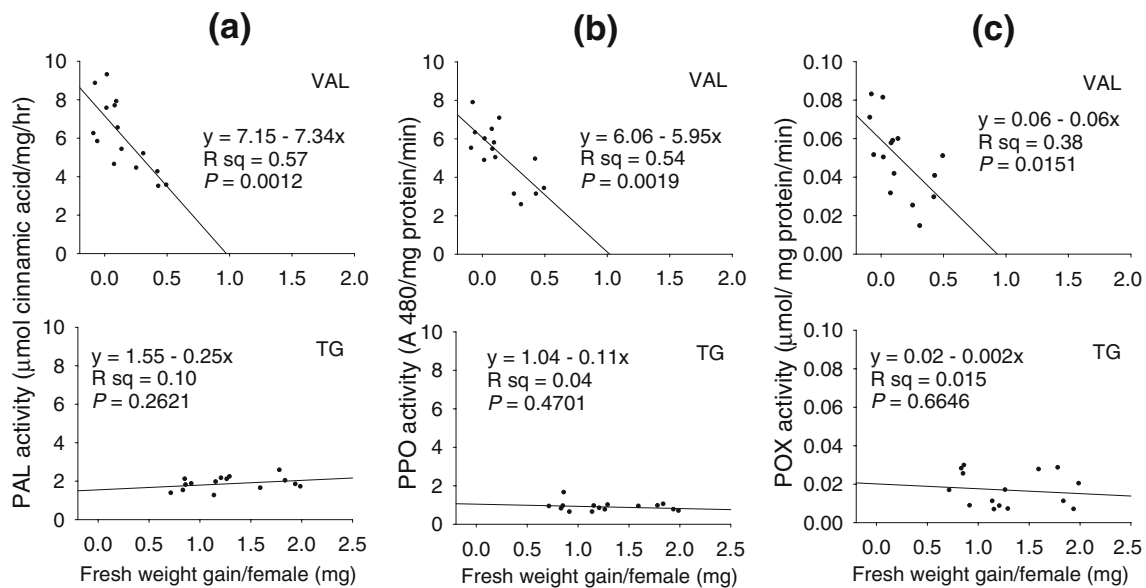 (a) (b) (c)
PAL activity (μmol cinnamic acid/mg/hr)
10
8
6
4
2
0
VAL
y = 7.15 - 7.34x
R sq = 0.57
P = 0.0012
0.0 0.5 1.0 1.5 2.0
PPO activity (A 480/mg protein/min)
10
8
6
4
2
0
VAL
y = 6.06 - 5.95x
R sq = 0.54
P = 0.0019
0.0 0.5 1.0 1.5 2.0
POX activity (μmol/ mg protein/min)
0.10
0.08
0.06
0.04
0.02
0.00
VAL
y = 0.06 - 0.06x
R sq = 0.38
P = 0.0151
0.0 0.5 1.0 1.5 2.0
10
8
6
4
2
0
TG
y = 1.55 - 0.25x
R sq = 0.10
P = 0.2621
0.0 0.5 1.0 1.5 2.0 2.5
Fresh weight gain/female (mg)
10
8
6
4
2
0
TG
y = 1.04 - 0.11x
R sq = 0.04
P = 0.4701
0.0 0.5 1.0 1.5 2.0 2.5
Fresh weight gain/female (mg)
0.10
0.08
0.06
0.04
0.02
0.00
TG
y = 0.02 - 0.002x
R sq = 0.015
P = 0.6646
0.0 0.5 1.0 1.5 2.0 2.5
Fresh weight gain/female (mg)